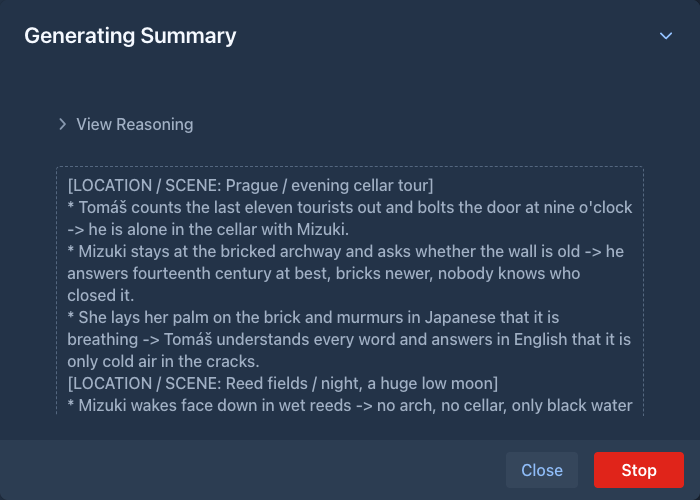 Generating Summary
View Reasoning
[LOCATION / SCENE: Prague / evening cellar tour]
* Tomáš counts the last eleven tourists out and bolts the door at nine o'clock
-> he is alone in the cellar with Mizuki.
* Mizuki stays at the bricked archway and asks whether the wall is old -> he
answers fourteenth century at best, bricks newer, nobody knows who
closed it.
* She lays her palm on the brick and murmurs in Japanese that it is
breathing -> Tomáš understands every word and answers in English that it is
only cold air in the cracks.
[LOCATION / SCENE: Reed fields / night, a huge low moon]
* Mizuki wakes face down in wet reeds -> no arch, no cellar, only black water
Close
Stop